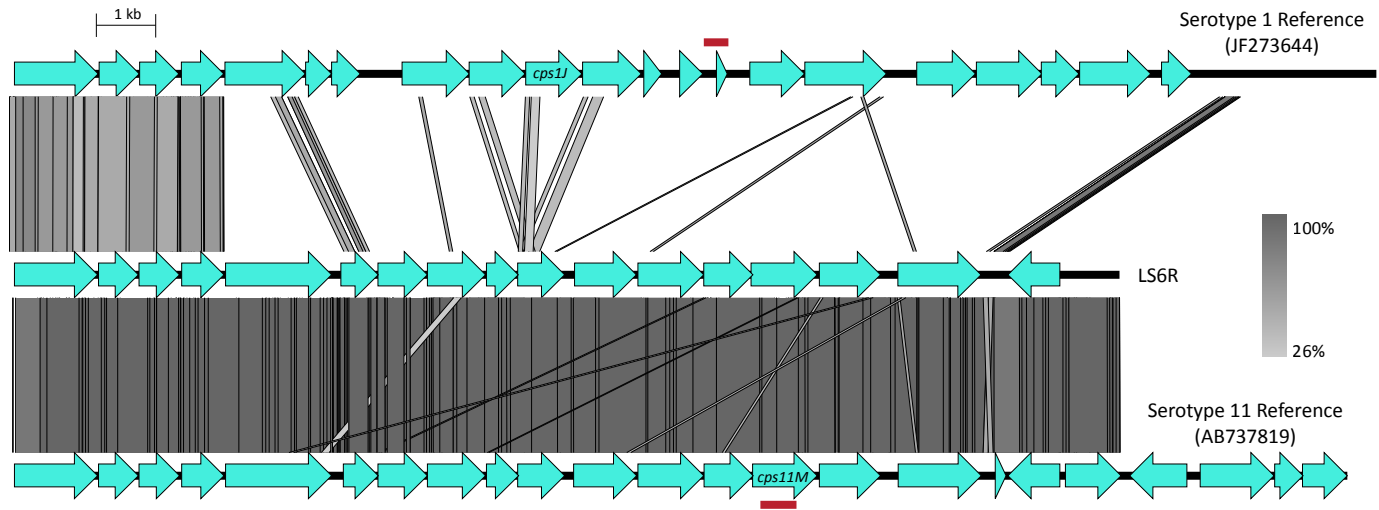 1 kb
Serotype 1 Reference
(JF273644)
cps1J
LS6R
100%
26%
Serotype 11 Reference
(AB737819)
cps11M